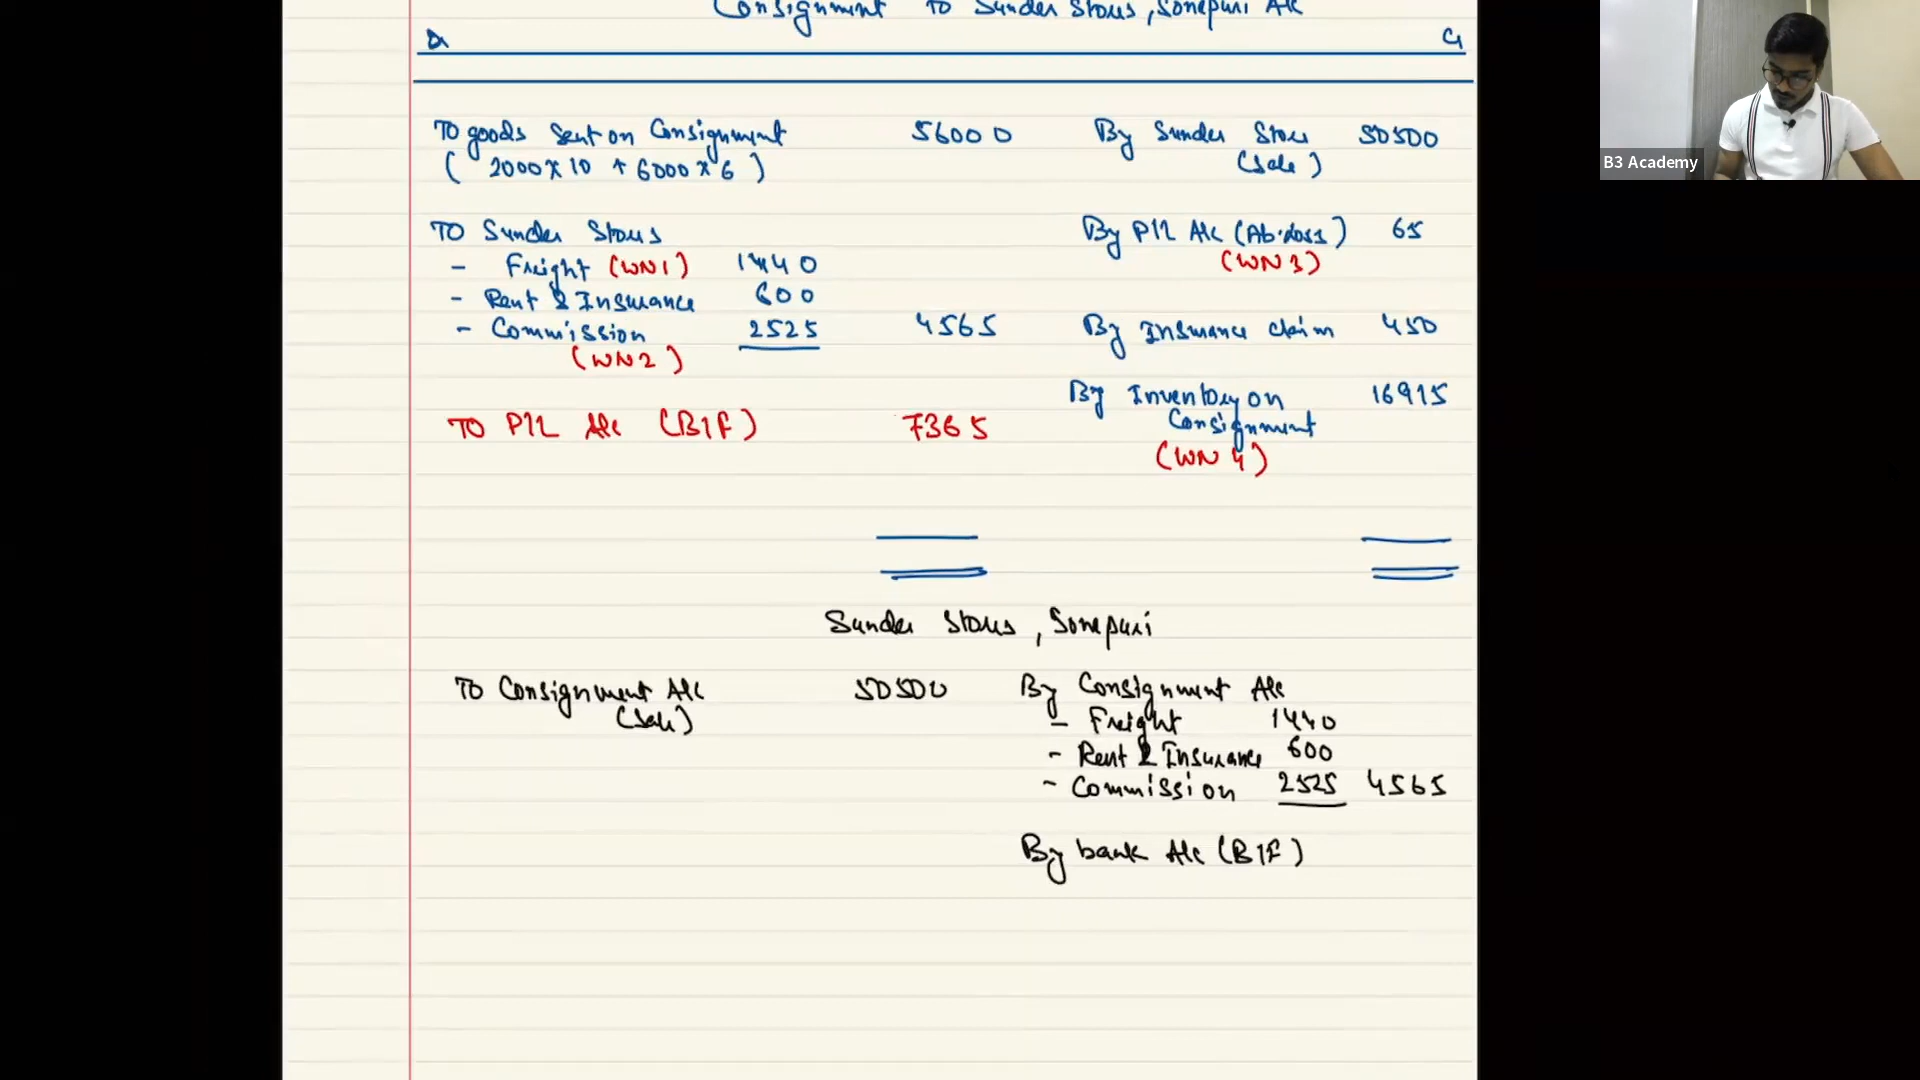 Consignment To Sunder Stores, Sonepuri A/c
Dr Cr
To goods Sent on Consignment 56000 By Sunder Store 50500
( 2000 x 10 + 6000 x 6 ) (Sale)
To Sunder Stores By P/L A/c (Ab. Loss) 65
- Freight (WN1) 1440 (WN 3)
- Rent & Insurance 600
- Commission 2525 4565 By Insurance claim 450
(WN2)
By Inventory on 16915
To P/L A/c (B/F) 7365 Consignment
(WN 4)
Sunder Stores, Sonepuri
To Consignment A/c 50500 By Consignment A/c
(Sale) - Freight 1440
- Rent & Insurance 600
- Commission 2525 4565
By bank A/c (B/F)
B3 Academy